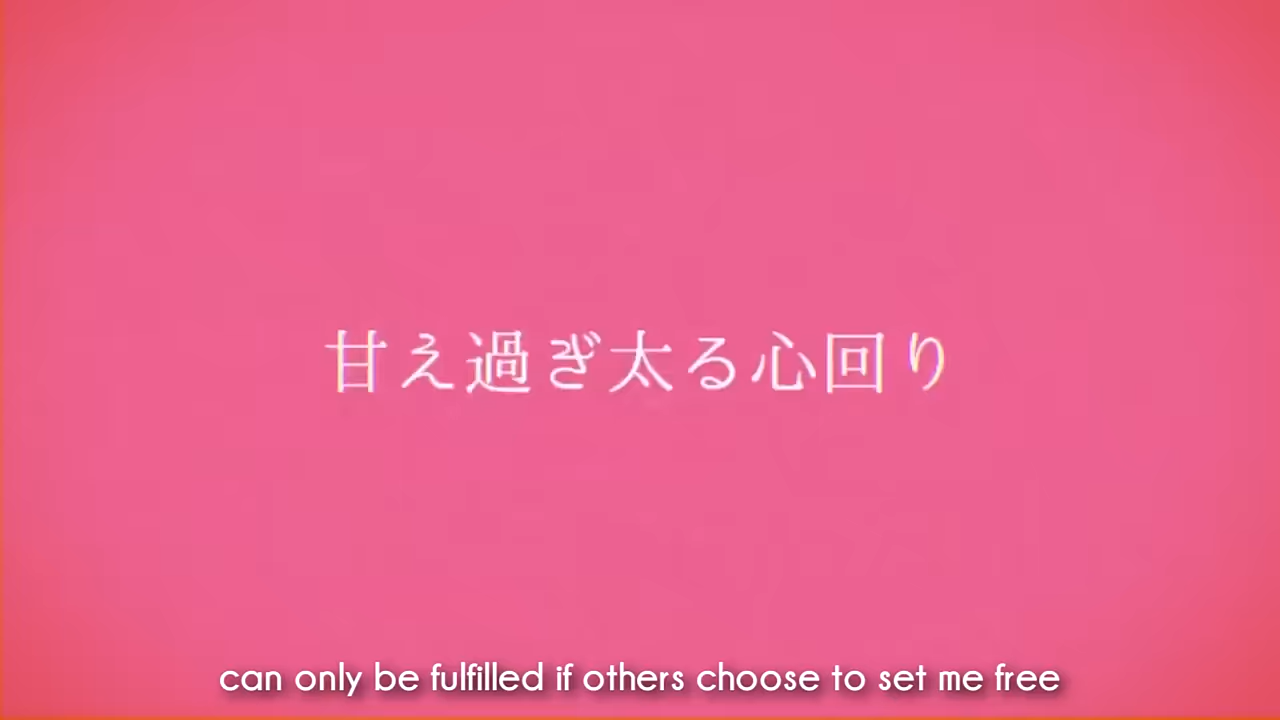 甘え過ぎ太る心回り
can only be fulfilled if others choose to set me free